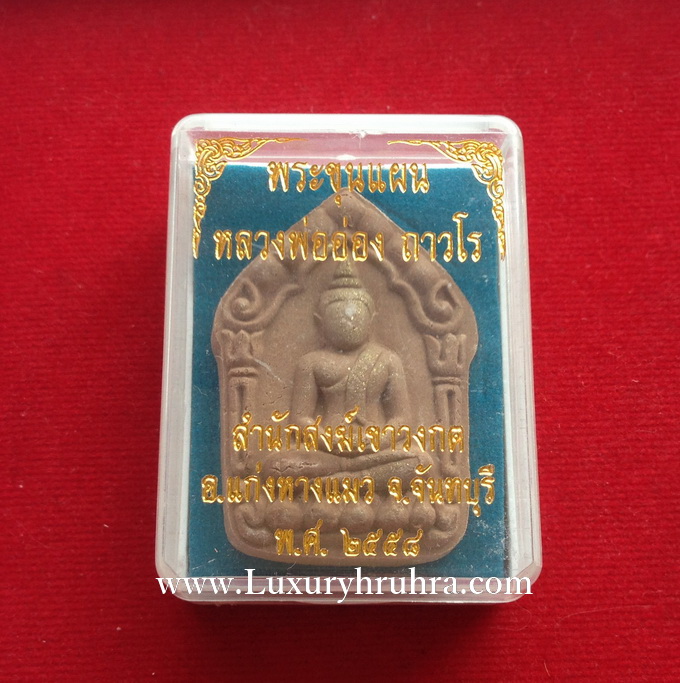 พระขุนแผน
หลวงพ่ออ่อง ถาวโร
สำนักสงฆ์เขาวงกต
อ.แก่งหางแมว จ.จันทบุรี
พ.ศ. ๒๕๕๘
www.Luxuryhruhra.com